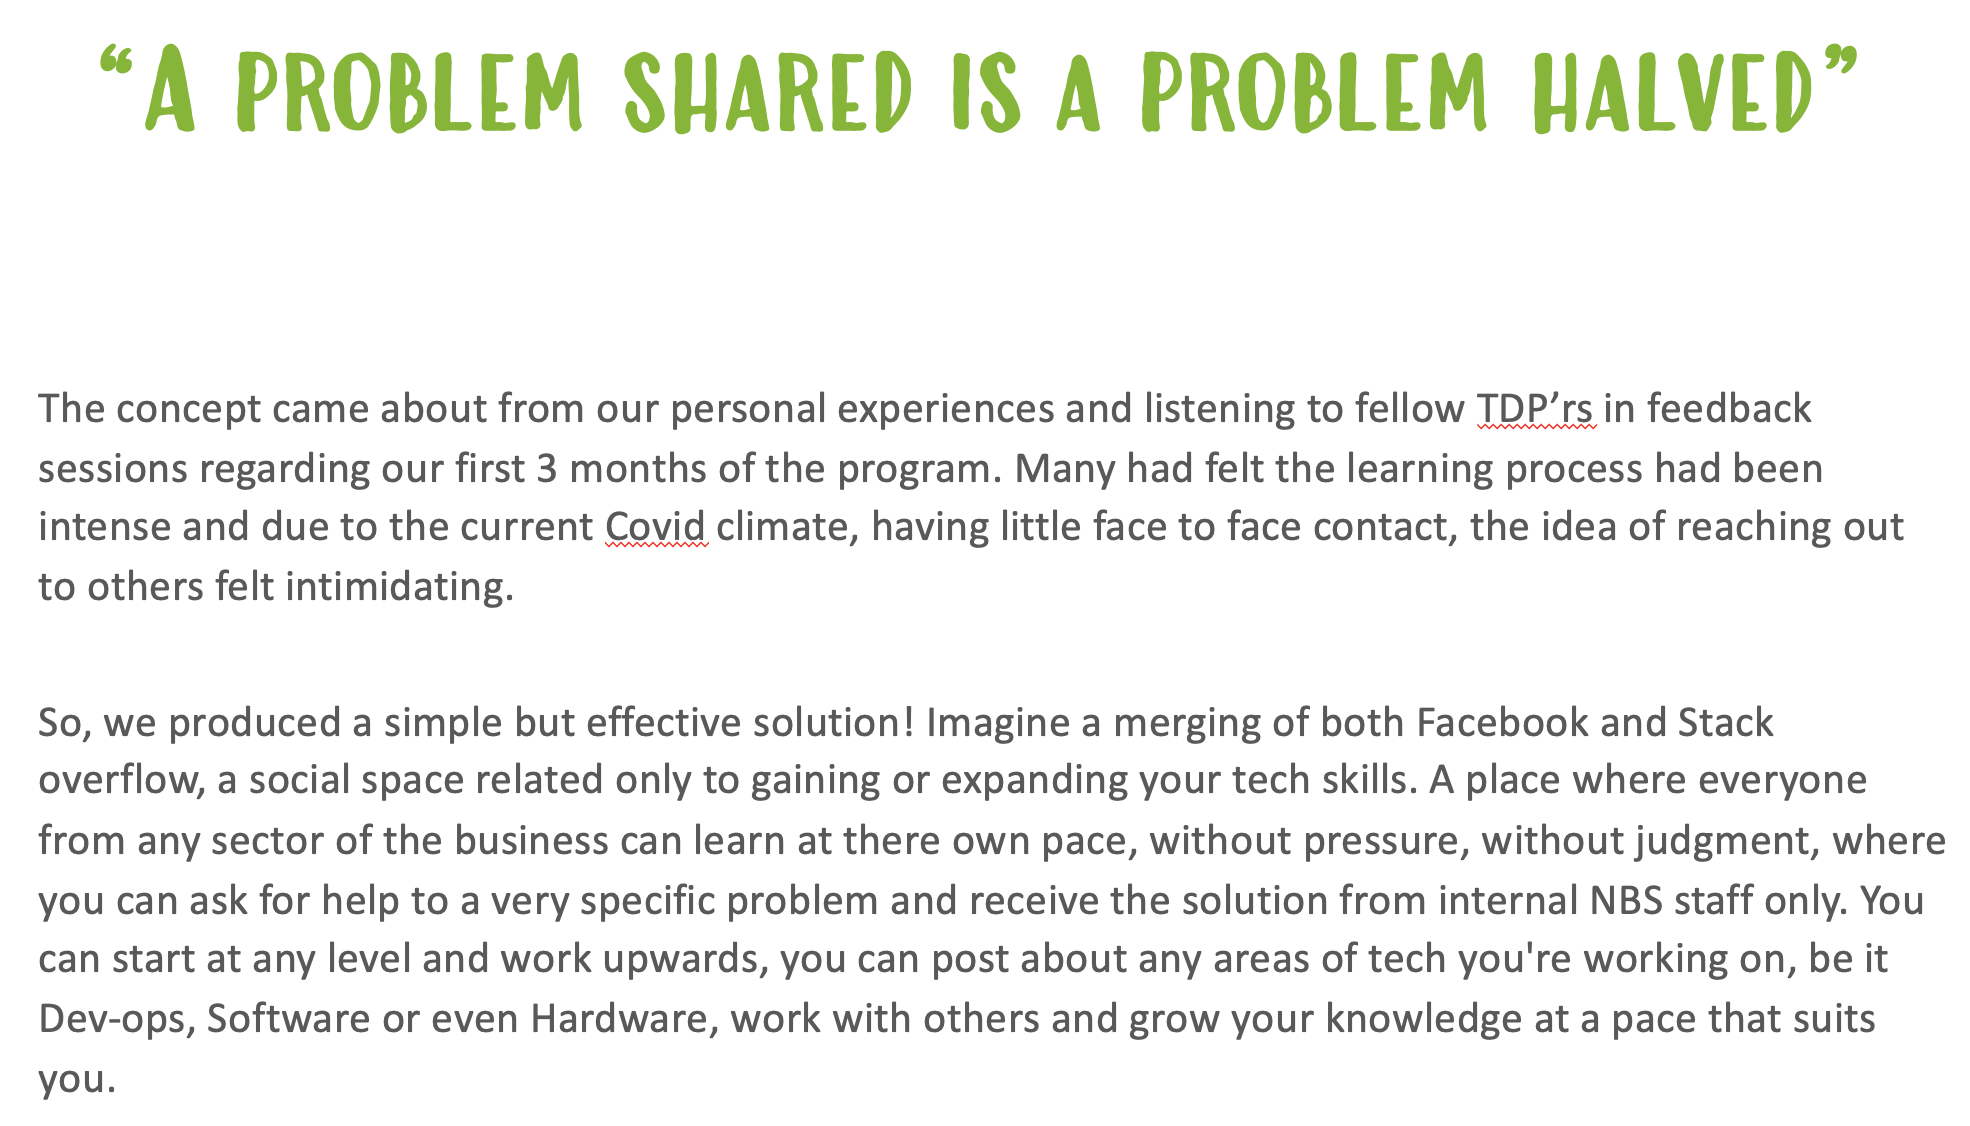 “A PROBLEM SHARED IS A PROBLEM HALVED”
The concept came about from our personal experiences and listening to fellow TDP’rs in feedback
sessions regarding our first 3 months of the program. Many had felt the learning process had been
intense and due to the current Covid climate, having little face to face contact, the idea of reaching out
to others felt intimidating.
So, we produced a simple but effective solution! Imagine a merging of both Facebook and Stack
overflow, a social space related only to gaining or expanding your tech skills. A place where everyone
from any sector of the business can learn at there own pace, without pressure, without judgment, where
you can ask for help to a very specific problem and receive the solution from internal NBS staff only. You
can start at any level and work upwards, you can post about any areas of tech you're working on, be it
Dev-ops, Software or even Hardware, work with others and grow your knowledge at a pace that suits
you.